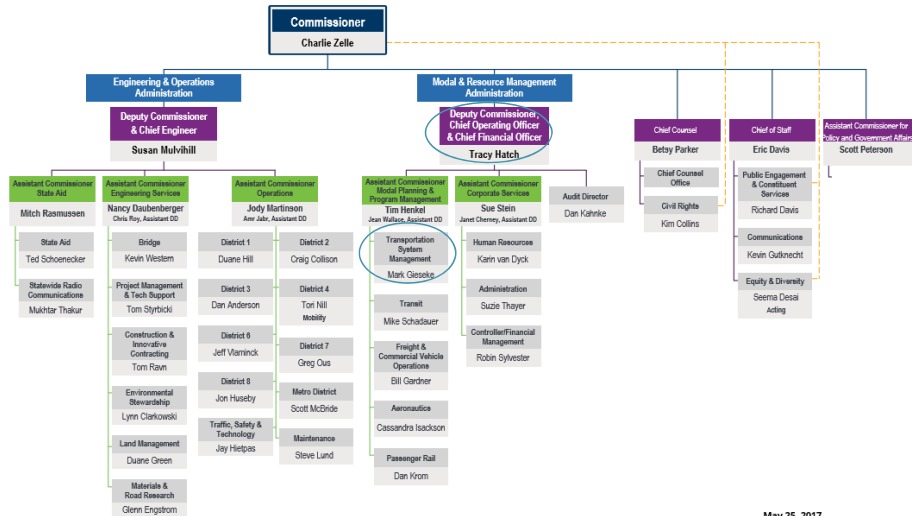 Commissioner
Charlie Zelle
Engineering & Operations
Administration
Modal & Resource Management
Administration
Deputy Commissioner
& Chief Engineer
Susan Mulvihill
Deputy Commissioner,
Chief Operating Officer
& Chief Financial Officer
Tracy Hatch
Chief Counsel
Betsy Parker
Chief of Staff
Eric Davis
Assistant Commissioner for
Policy and Government Affairs
Scott Peterson
Assistant Commissioner
State Aid
Mitch Rasmussen
State Aid
Ted Schoenecker
Statewide Radio
Communications
Mukhtar Thakur
Assistant Commissioner
Engineering Services
Nancy Daubenberger
Chris Roy, Assistant DD
Bridge
Kevin Western
Project Management
& Tech Support
Tom Styrbicki
Construction &
Innovative
Contracting
Tom Ravn
Environmental
Stewardship
Lynn Clarkowski
Land Management
Duane Green
Materials &
Road Research
Glenn Engstrom
Assistant Commissioner
Operations
Jody Martinson
Amr Jabr, Assistant DD
District 1
Duane Hill
District 2
Craig Collison
District 3
Dan Anderson
District 4
Tori Nill
Mobility
District 6
Jeff Vlaminck
District 7
Greg Ous
District 8
Jon Huseby
Metro District
Scott McBride
Traffic, Safety &
Technology
Jay Hietpas
Maintenance
Steve Lund
Assistant Commissioner
Modal Planning &
Program Management
Tim Henkel
Jean Wallace, Assistant DD
Transportation
System
Management
Mark Gieseke
Transit
Mike Schadauer
Freight &
Commercial Vehicle
Operations
Bill Gardner
Aeronautics
Cassandra Isackson
Passenger Rail
Dan Krom
Assistant Commissioner
Corporate Services
Sue Stein
Janet Cherney, Assistant DD
Human Resources
Karin van Dyck
Administration
Suzie Thayer
Controller/Financial
Management
Robin Sylvester
Audit Director
Dan Kahnke
Chief Counsel
Office
Civil Rights
Kim Collins
Public Engagement
& Constituent
Services
Richard Davis
Communications
Kevin Gutknecht
Equity & Diversity
Seema Desai
Acting
May 25, 2017